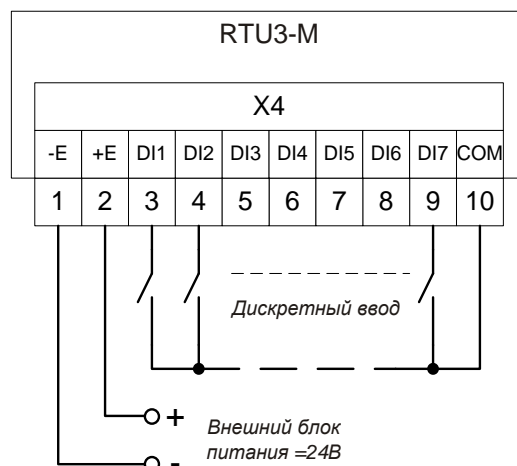 RTU3-M
X4
-E +E DI1 DI2 DI3 DI4 DI5 DI6 DI7 COM
1 2 3 4 5 6 7 8 9 10
Дискретный ввод
+
Внешний блок
питания =24В
-